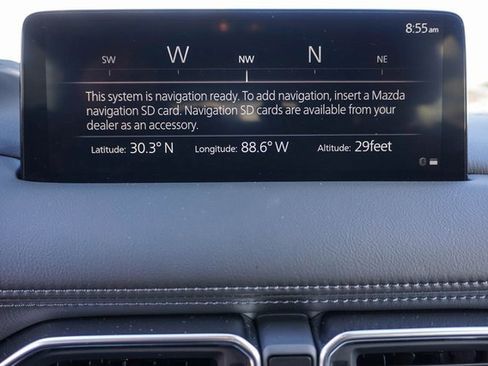 8:55am
SW W NW N NE
This system is navigation ready. To add navigation, insert a Mazda
navigation SD card. Navigation SD cards are available from your
dealer as an accessory.
Latitude: 30.3° N Longitude: 88.6° W Altitude: 29feet